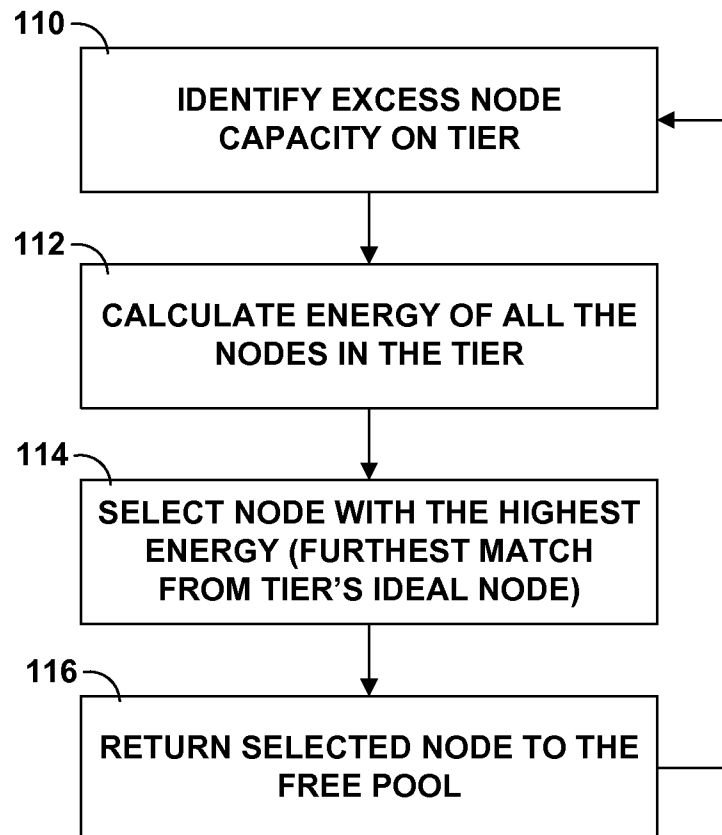 110
IDENTIFY EXCESS NODE
CAPACITY ON TIER
112
CALCULATE ENERGY OF ALL THE
NODES IN THE TIER
114
SELECT NODE WITH THE HIGHEST
ENERGY (FURTHEST MATCH
FROM TIER'S IDEAL NODE)
116
RETURN SELECTED NODE TO THE
FREE POOL